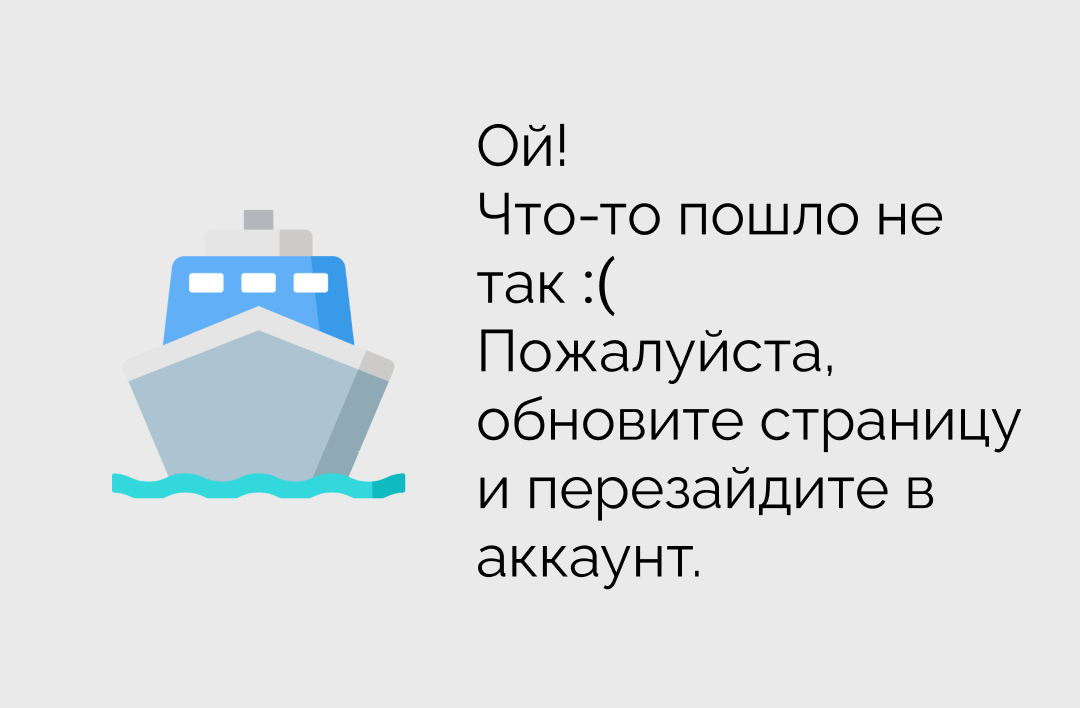 Ой!
Что-то пошло не
так :(
Пожалуйста,
обновите страницу
и перезайдите в
аккаунт.